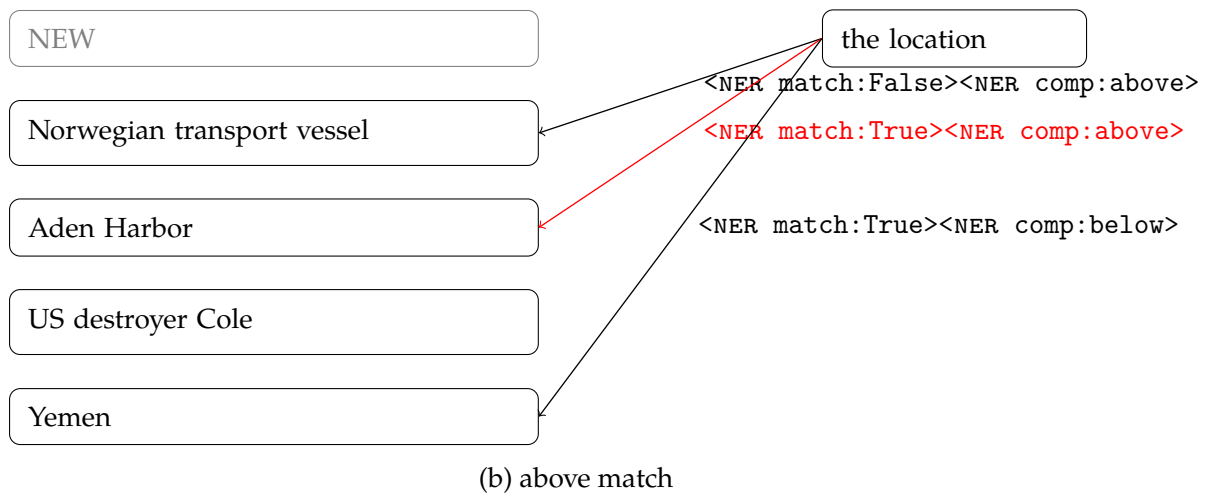 NEW
the location
<NER match:False><NER comp:above>
Norwegian transport vessel
<NER match:True><NER comp:above>
Aden Harbor
<NER match:True><NER comp:below>
US destroyer Cole
Yemen
(b) above match